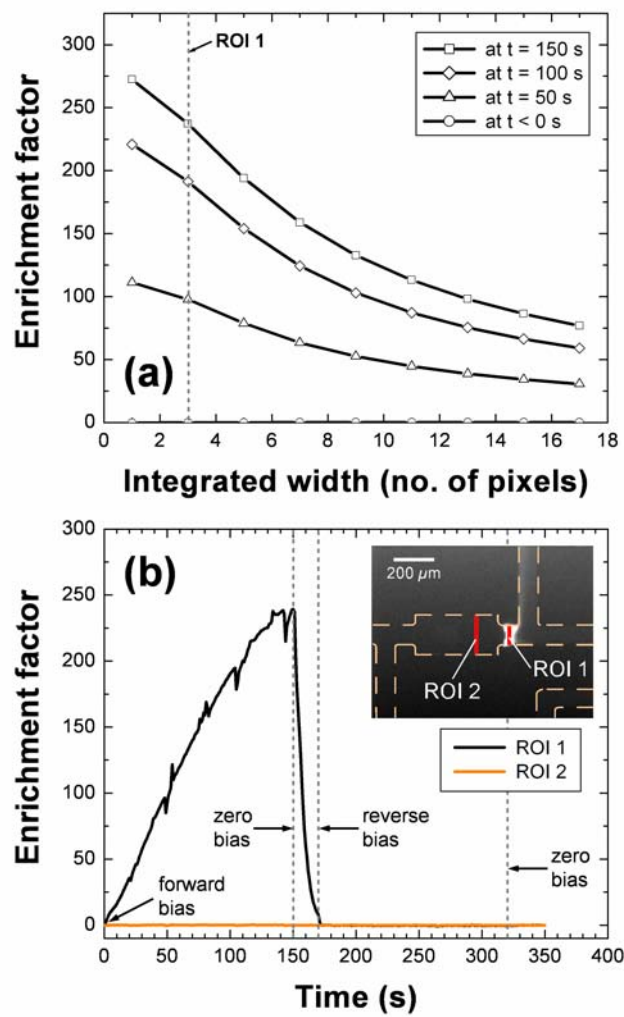 300
250
200
150
100
50
0
Enrichment factor
ROI 1
at t = 150 s
at t = 100 s
at t = 50 s
at t < 0 s
(a)
0 2 4 6 8 10 12 14 16 18
Integrated width (no. of pixels)
300
250
200
150
100
50
0
Enrichment factor
(b)
200 µm
ROI 2
ROI 1
ROI 1
ROI 2
zero
bias
reverse
bias
zero
bias
forward
bias
0 50 100 150 200 250 300 350 400
Time (s)